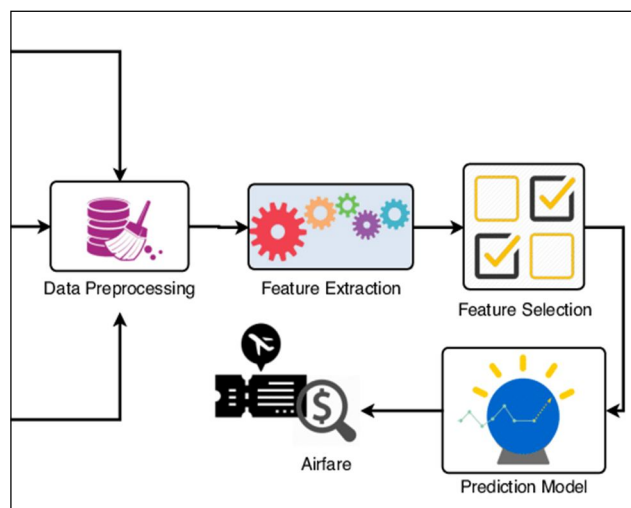 Data Preprocessing
Feature Extraction
Feature Selection
Airfare
Prediction Model